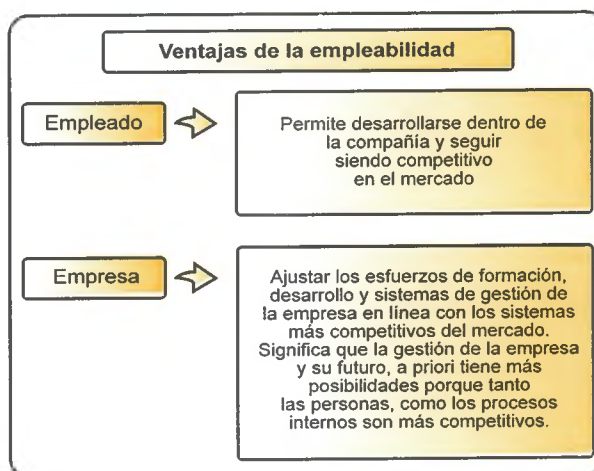 Ventajas de la empleabilidad
Empleado
Permite desarrollarse dentro de
la compañía y seguir
siendo competitivo
en el mercado
Empresa
Ajustar los esfuerzos de formación,
desarrollo y sistemas de gestión de
la empresa en línea con los sistemas
más competitivos del mercado.
Significa que la gestión de la empresa
y su futuro, a priori tiene más
posibilidades porque tanto
las personas, como los procesos
internos son más competitivos.